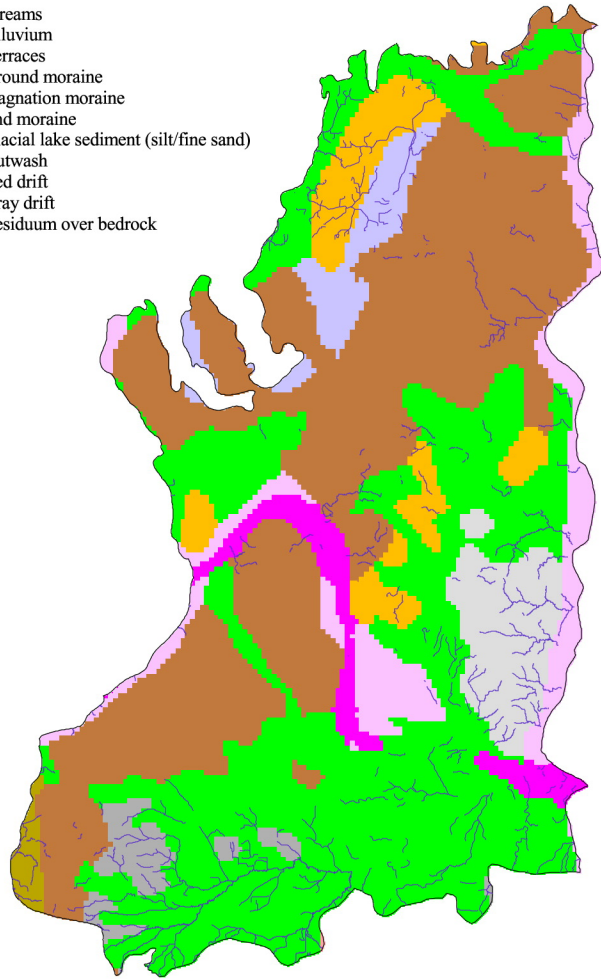 reams
luvium
erraces
round moraine
agnation moraine
nd moraine
lacial lake sediment (silt/fine sand)
utwash
ed drift
ray drift
esiduum over bedrock